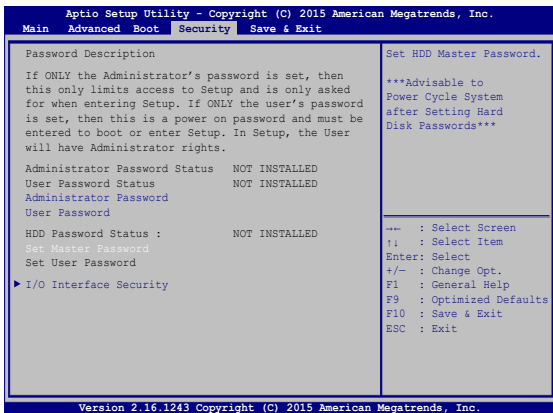 Aptio Setup Utility - Copyright (C) 2015 American Megatrends, Inc.
Main Advanced Boot Security Save & Exit
Password Description
If ONLY the Administrator's password is set, then
this only limits access to Setup and is only asked
for when entering Setup. If ONLY the user's password
is set, then this is a power on password and must be
entered to boot or enter Setup. In Setup, the User
will have Administrator rights.
Administrator Password Status NOT INSTALLED
User Password Status NOT INSTALLED
Administrator Password
User Password
HDD Password Status : NOT INSTALLED
Set Master Password
Set User Password
▶ I/O Interface Security
Set HDD Master Password.
***Advisable to
Power Cycle System
after Setting Hard
Disk Passwords***
→← : Select Screen
↑↓ : Select Item
Enter: Select
+/— : Change Opt.
F1 : General Help
F9 : Optimized Defaults
F10 : Save & Exit
ESC : Exit
Version 2.16.1243 Copyright (C) 2015 American Megatrends, Inc.